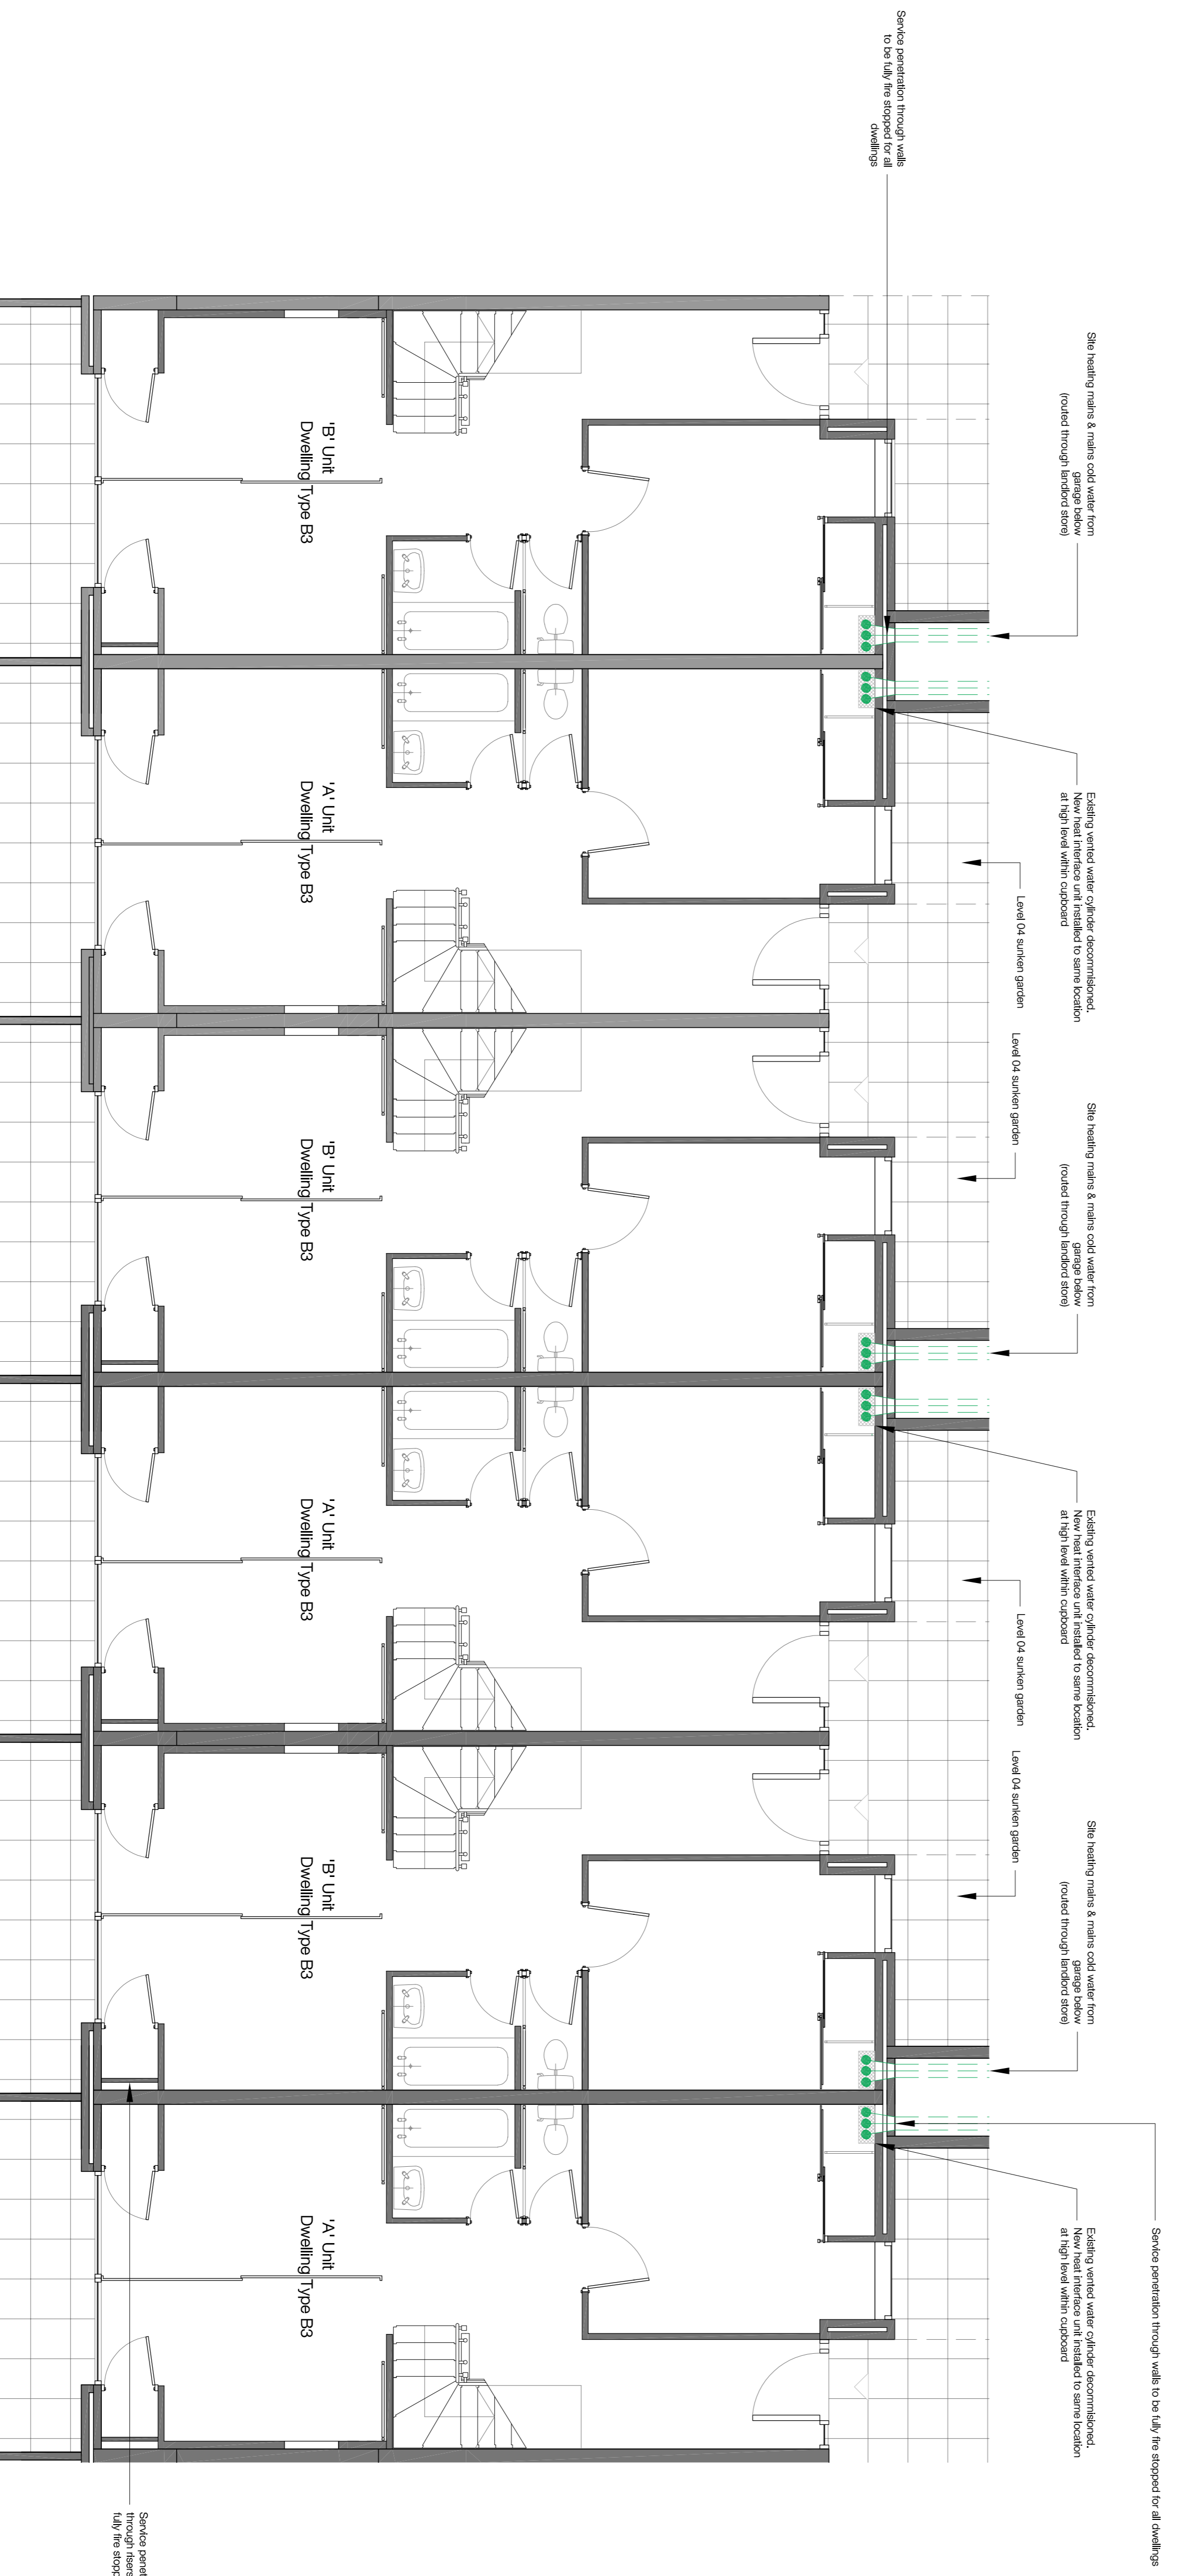 Service penetration through walls
to be fully fire stopped for all
dwellings
Site heating mains & mains cold water from
garage below
(routed through landlord store)
Existing vented water cylinder decommisioned.
New heat interface unit installed to same location
at high level within cupboard
Level 04 sunken garden
Level 04 sunken garden
Site heating mains & mains cold water from
garage below
(routed through landlord store)
Existing vented water cylinder decommisioned.
New heat interface unit installed to same location
at high level within cupboard
Level 04 sunken garden
Level 04 sunken garden
Site heating mains & mains cold water from
garage below
(routed through landlord store)
Existing vented water cylinder decommisioned.
New heat interface unit installed to same location
at high level within cupboard
Service penetration through walls to be fully fire stopped for all dwellings
'B' Unit
Dwelling Type B3
'A' Unit
Dwelling Type B3
'B' Unit
Dwelling Type B3
'A' Unit
Dwelling Type B3
'B' Unit
Dwelling Type B3
'A' Unit
Dwelling Type B3
Service
through risers
fully fire